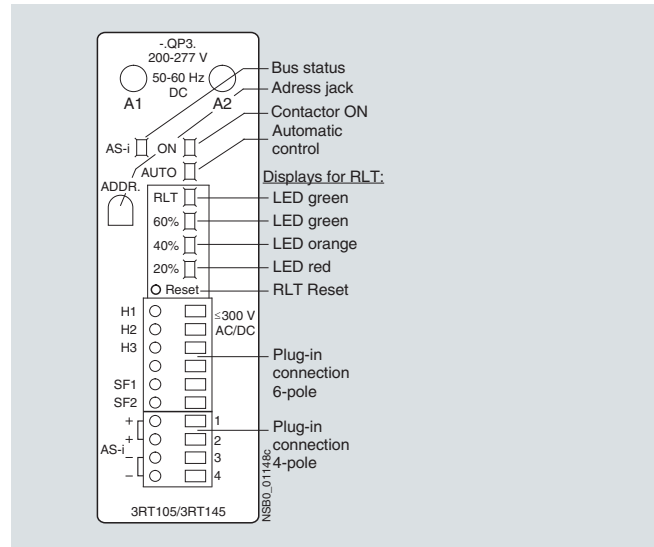 -.QP3.
200-277 V
50-60 Hz
DC
A1
A2
Bus status
Adress jack
Contactor ON
Automatic
control
AS-i
ON
AUTO
ADDR.
Displays for RLT:
RLT
LED green
60%
LED green
40%
LED orange
20%
LED red
Reset
RLT Reset
H1
≤300 V
H2
AC/DC
H3
Plug-in
connection
6-pole
SF1
SF2
+
1
+
2
AS-i
–
3
–
4
Plug-in
connection
4-pole
3RT105/3RT145
NSB0_01148c